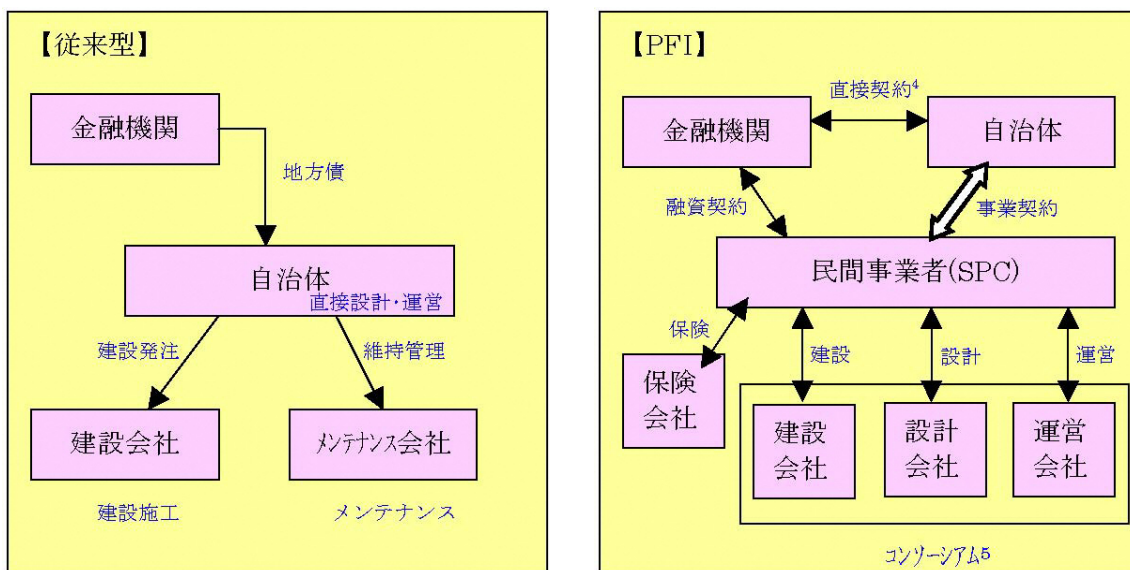 【従来型】
金融機関
地方債
自治体
直接設計・運営
建設発注
維持管理
建設会社
メンテナンス会社
建設施工
メンテナンス
【PFI】
直接契約4
金融機関
自治体
融資契約
事業契約
民間事業者(SPC)
保険
建設
設計
運営
保険
会社
建設
会社
設計
会社
運営
会社
コンソーシアム5